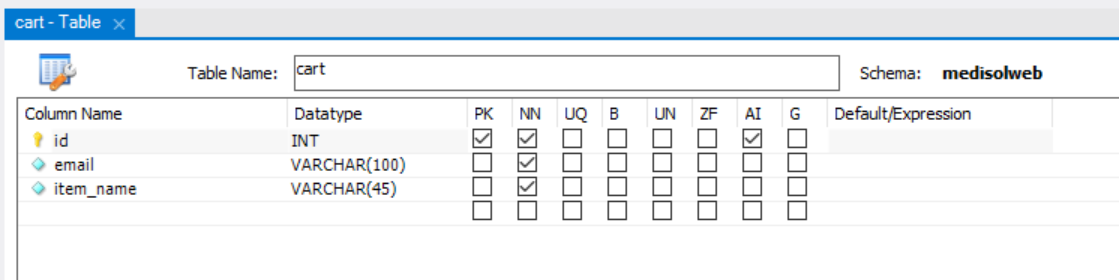 cart - Table ×
Table Name: cart Schema: medisolweb
Column Name Datatype PK NN UQ B UN ZF AI G Default/Expression
id INT
email VARCHAR(100)
item_name VARCHAR(45)